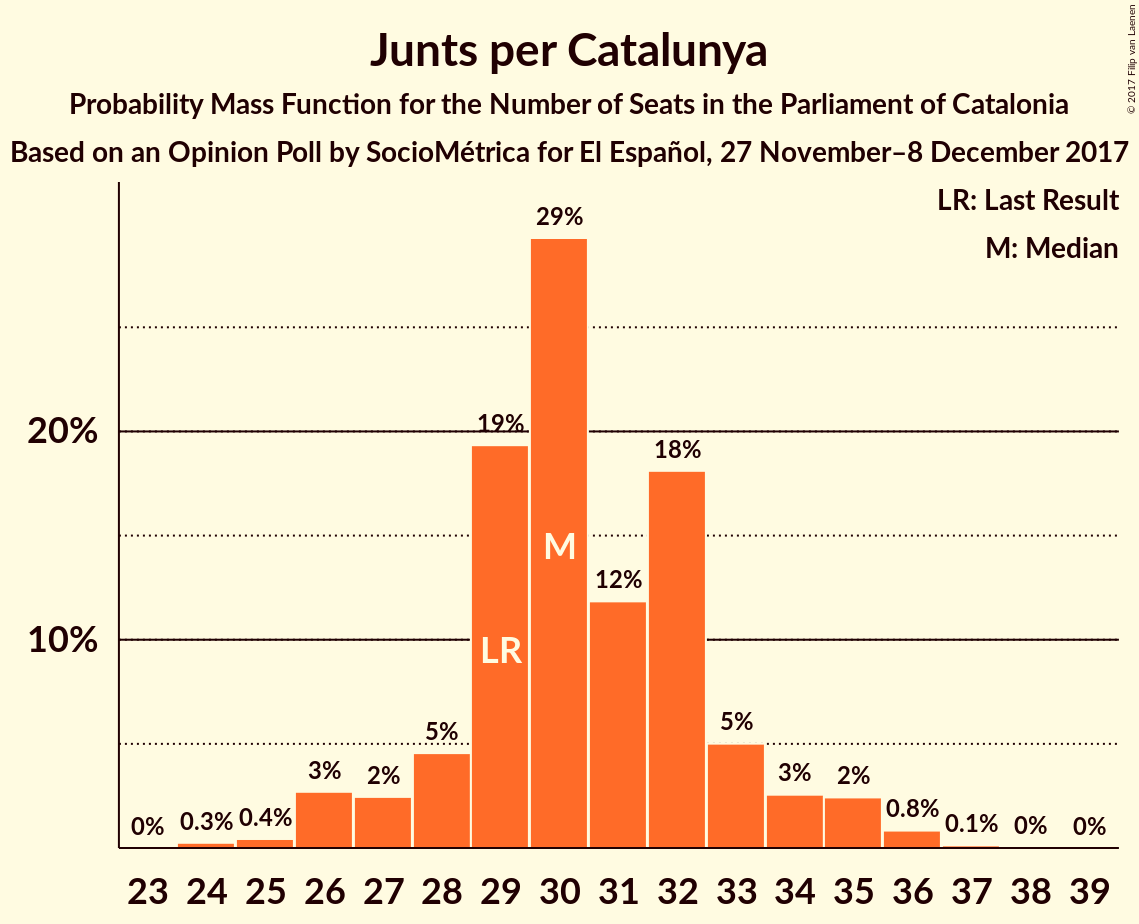 Junts per Catalunya
Probability Mass Function for the Number of Seats in the Parliament of Catalonia
Based on an Opinion Poll by SocioMétrica for El Español, 27 November–8 December 2017
© 2017 Filip van Laenen
LR: Last Result
M: Median
20%
10%
0%
0.3%
0.4%
3%
2%
5%
19%
29%
12%
18%
5%
3%
2%
0.8%
0.1%
0%
0%
LR
M
23 24 25 26 27 28 29 30 31 32 33 34 35 36 37 38 39